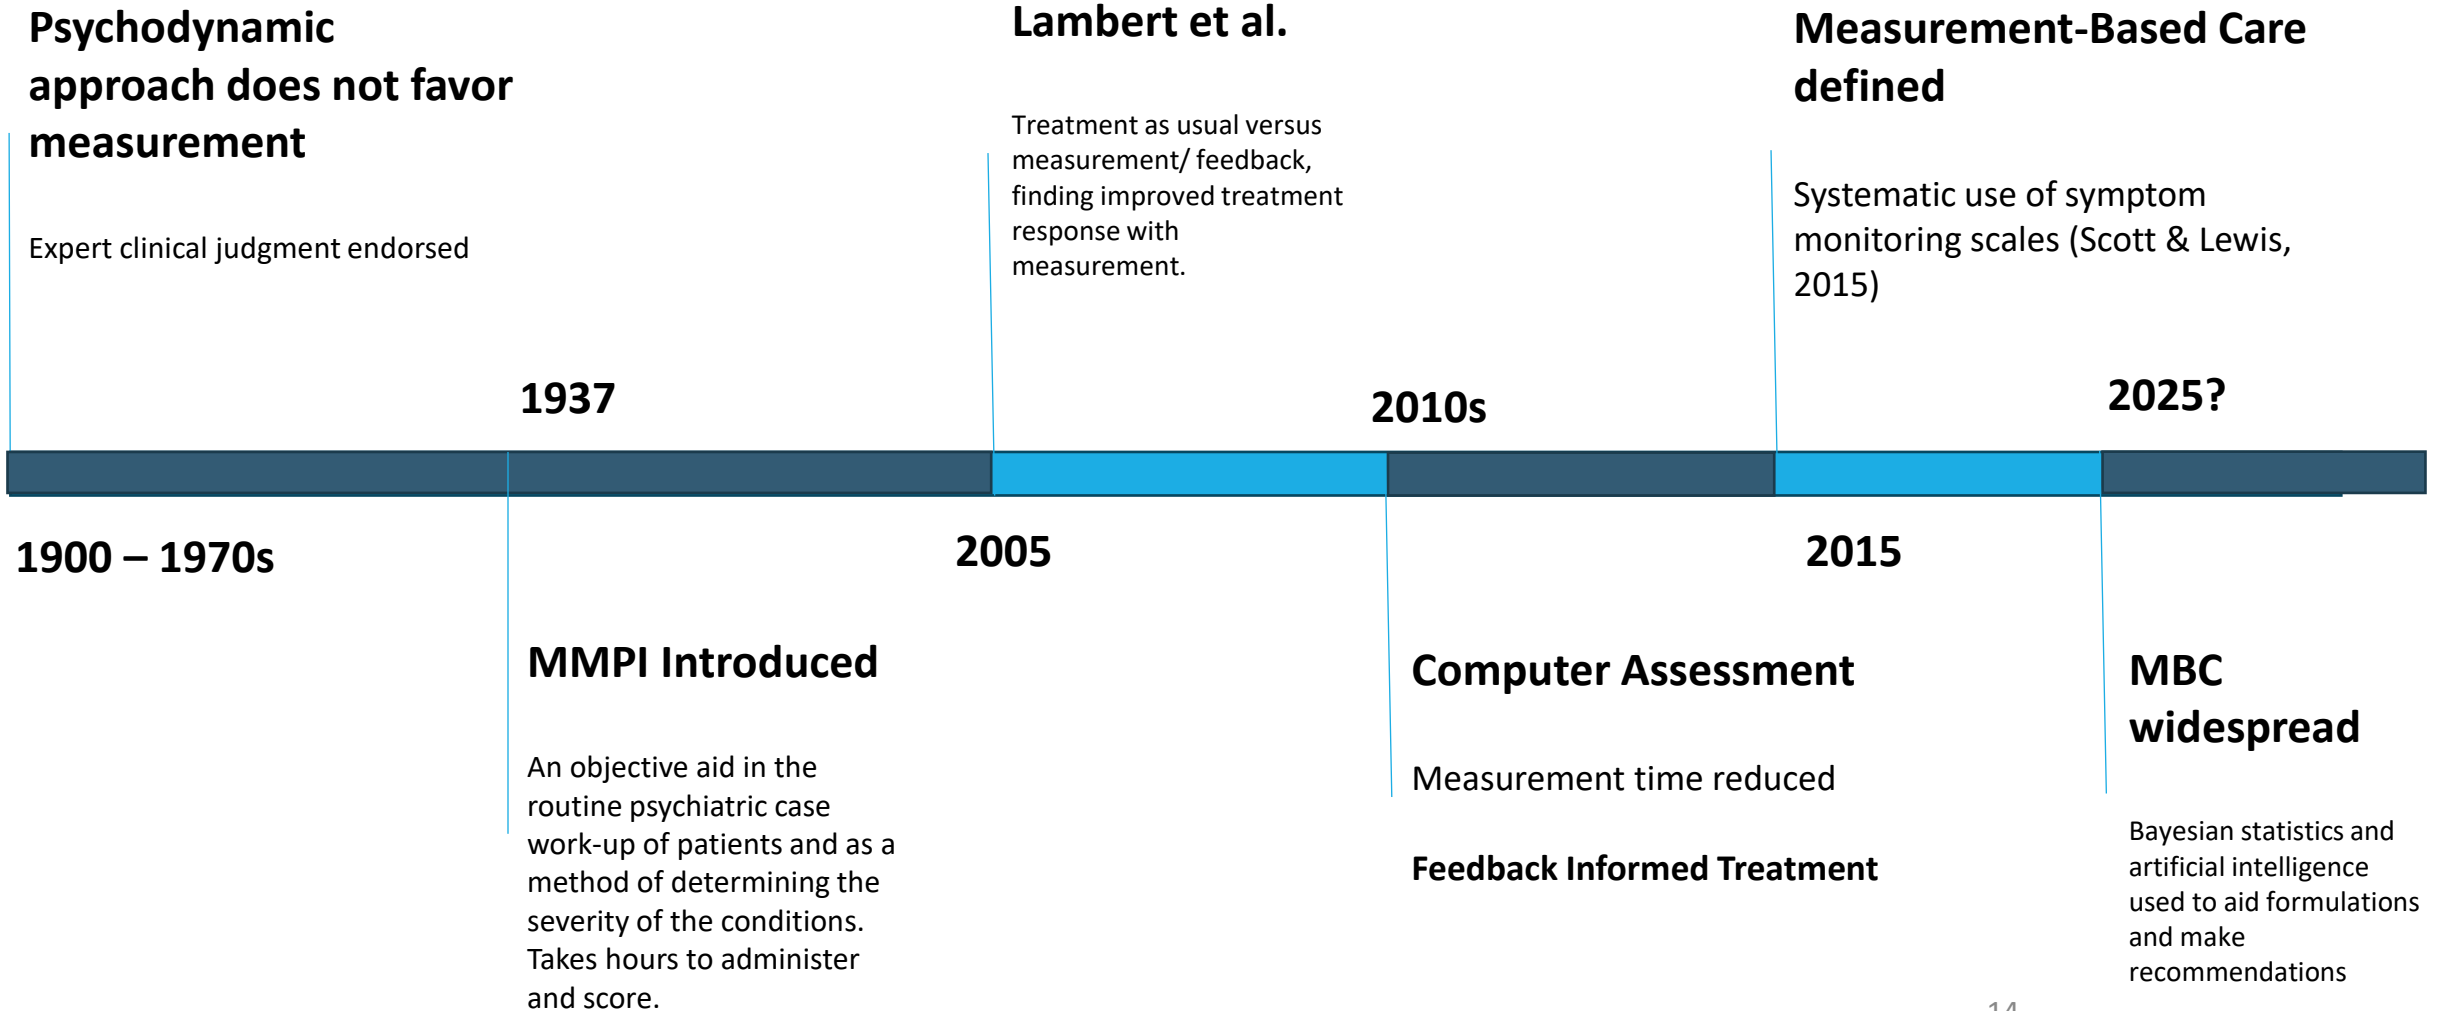 Psychodynamic
approach does not favor
measurement
Expert clinical judgment endorsed
Lambert et al.
Treatment as usual versus
measurement/ feedback,
finding improved treatment
response with
measurement.
Measurement-Based Care
defined
Systematic use of symptom
monitoring scales (Scott & Lewis,
2015)
1937
2010s
2025?
1900 – 1970s
2005
2015
MMPI Introduced
An objective aid in the
routine psychiatric case
work-up of patients and as a
method of determining the
severity of the conditions.
Takes hours to administer
and score.
Computer Assessment
Measurement time reduced
Feedback Informed Treatment
MBC
widespread
Bayesian statistics and
artificial intelligence
used to aid formulations
and make
recommendations
14